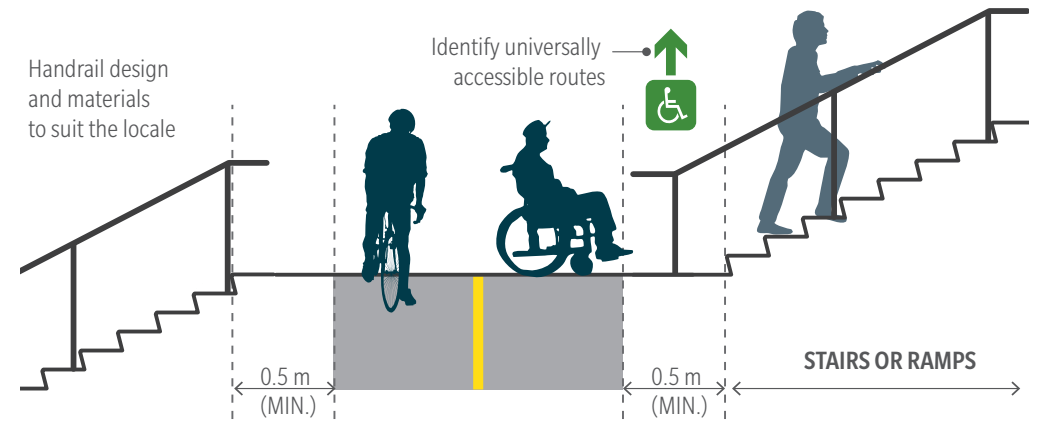 Handrail design
and materials
to suit the locale
Identify universally
accessible routes
0.5 m
(MIN.)
0.5 m
(MIN.)
STAIRS OR RAMPS